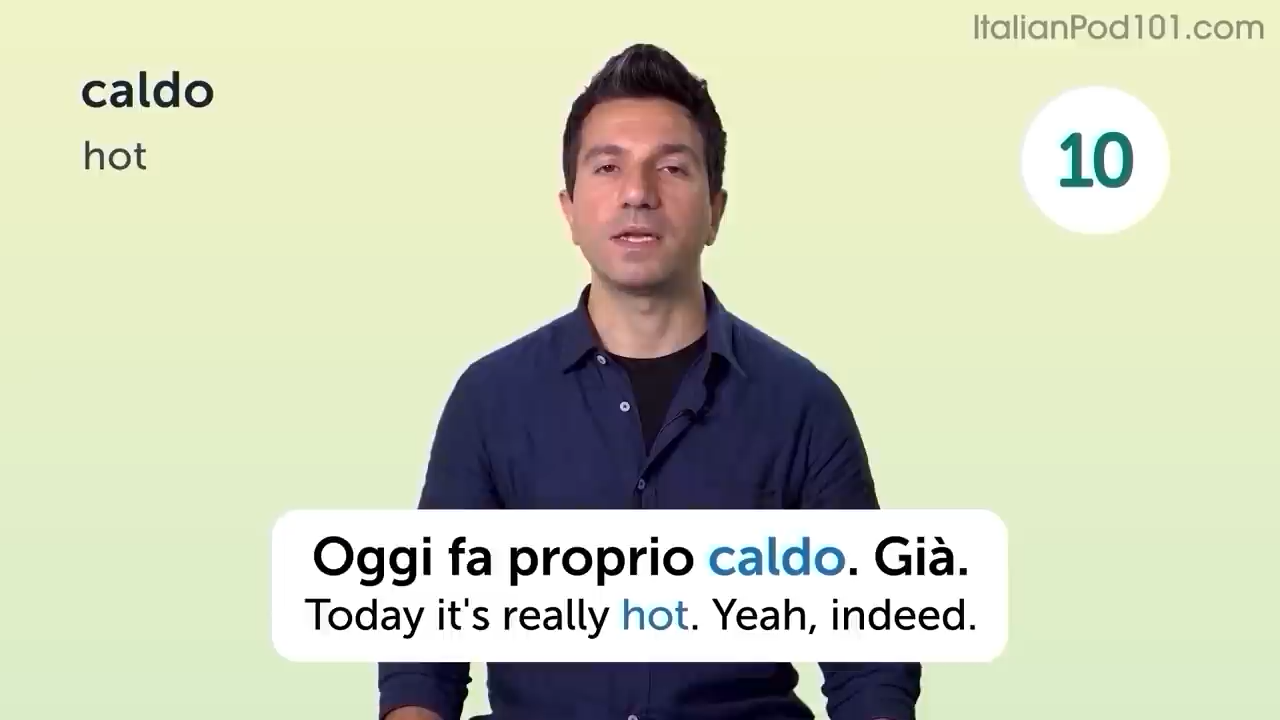 ItalianPod101.com
caldo
hot
10
Oggi fa proprio caldo. Già.
Today it's really hot. Yeah, indeed.